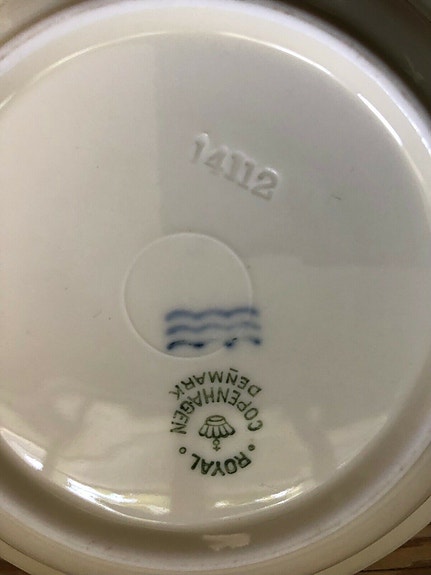 14112
ROYAL
COPENHAGEN
DENMARK